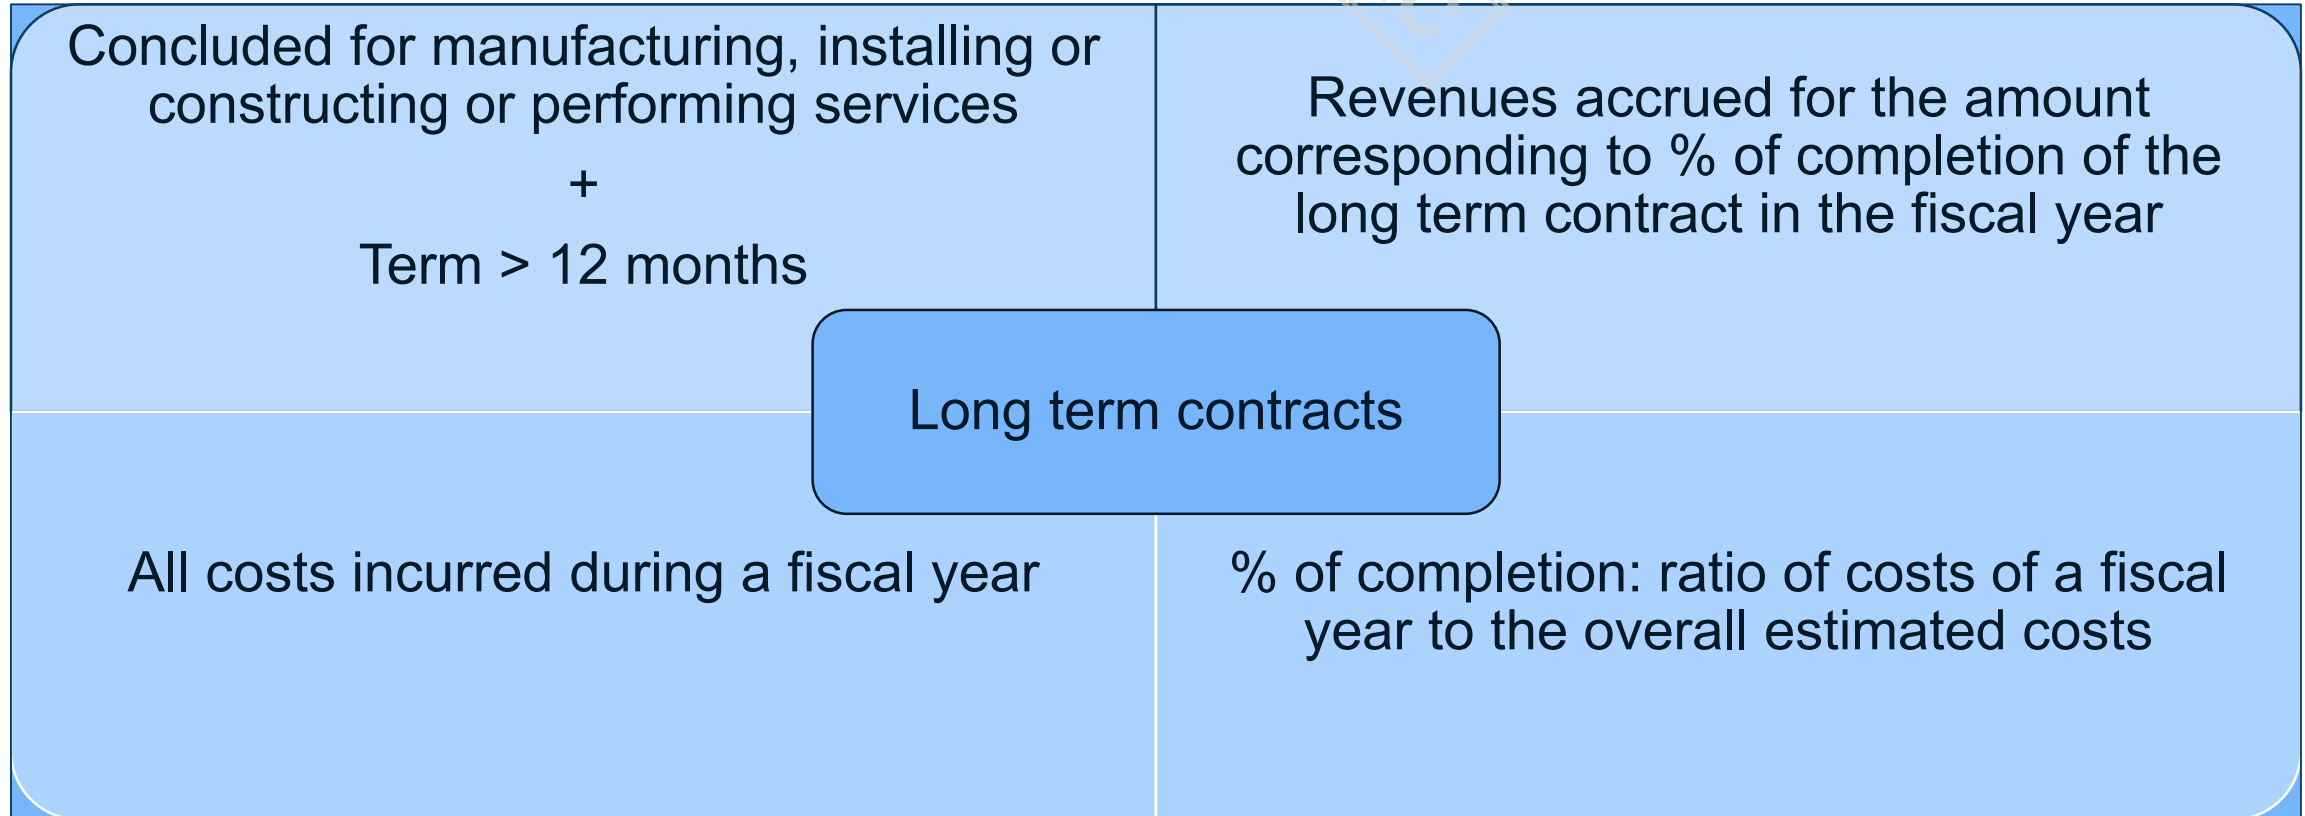 Concluded for manufacturing, installing or
constructing or performing services
+
Term > 12 months
Revenues accrued for the amount
corresponding to % of completion of the
long term contract in the fiscal year
Long term contracts
All costs incurred during a fiscal year
% of completion: ratio of costs of a fiscal
year to the overall estimated costs